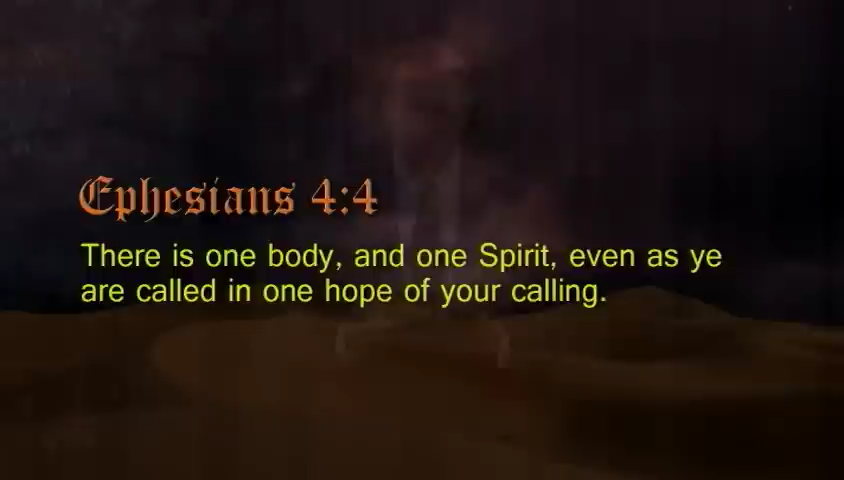 Ephesians 4:4
There is one body, and one Spirit, even as ye
are called in one hope of your calling.